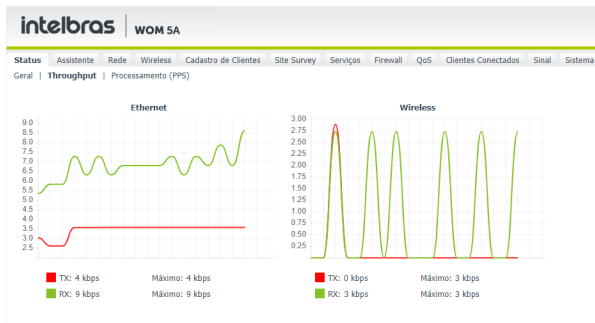 intelbras WOM 5A
Status Assistente Rede Wireless Cadastro de Clientes Site Survey Serviços Firewall QoS Clientes Conectados Sinal Sistema
Geral | Throughput | Processamento (PPS)
Ethernet
9.0
8.5
8.0
7.5
7.0
6.5
6.0
5.5
5.0
4.5
4.0
3.5
3.0
2.5
TX: 4 kbps Máximo: 4 kbps
RX: 9 kbps Máximo: 9 kbps
Wireless
3.00
2.75
2.50
2.25
2.00
1.75
1.50
1.25
1.00
0.75
0.50
0.25
TX: 0 kbps Máximo: 3 kbps
RX: 3 kbps Máximo: 3 kbps